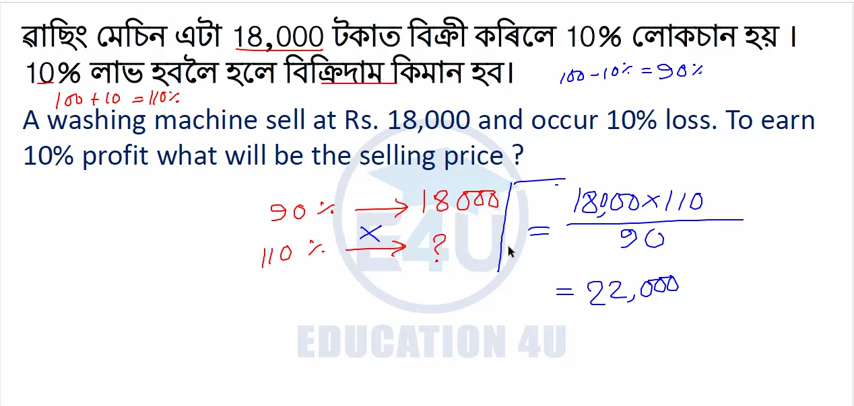 ৱাছিং মেচিন এটা 18,000 টকাত বিক্ৰী কৰিলে 10% লোকচান হয় ।
10% লাভ হবলৈ হলে বিক্ৰিদাম কিমান হব।
100-10% = 90%
100+10 = 110%
A washing machine sell at Rs. 18,000 and occur 10% loss. To earn
10% profit what will be the selling price ?
90% → 18000
×
110% → ?
= 18,000×110
90
= 22,000
E4U
EDUCATION 4U